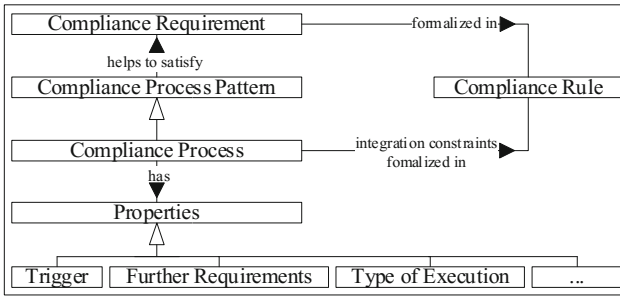 Compliance Requirement
fomalized in
helps to satisfy
Compliance Process Pattern
Compliance Rule
Compliance Process
integration constraints
fomalized in
has
Properties
Trigger
Further Requirements
Type of Execution
...